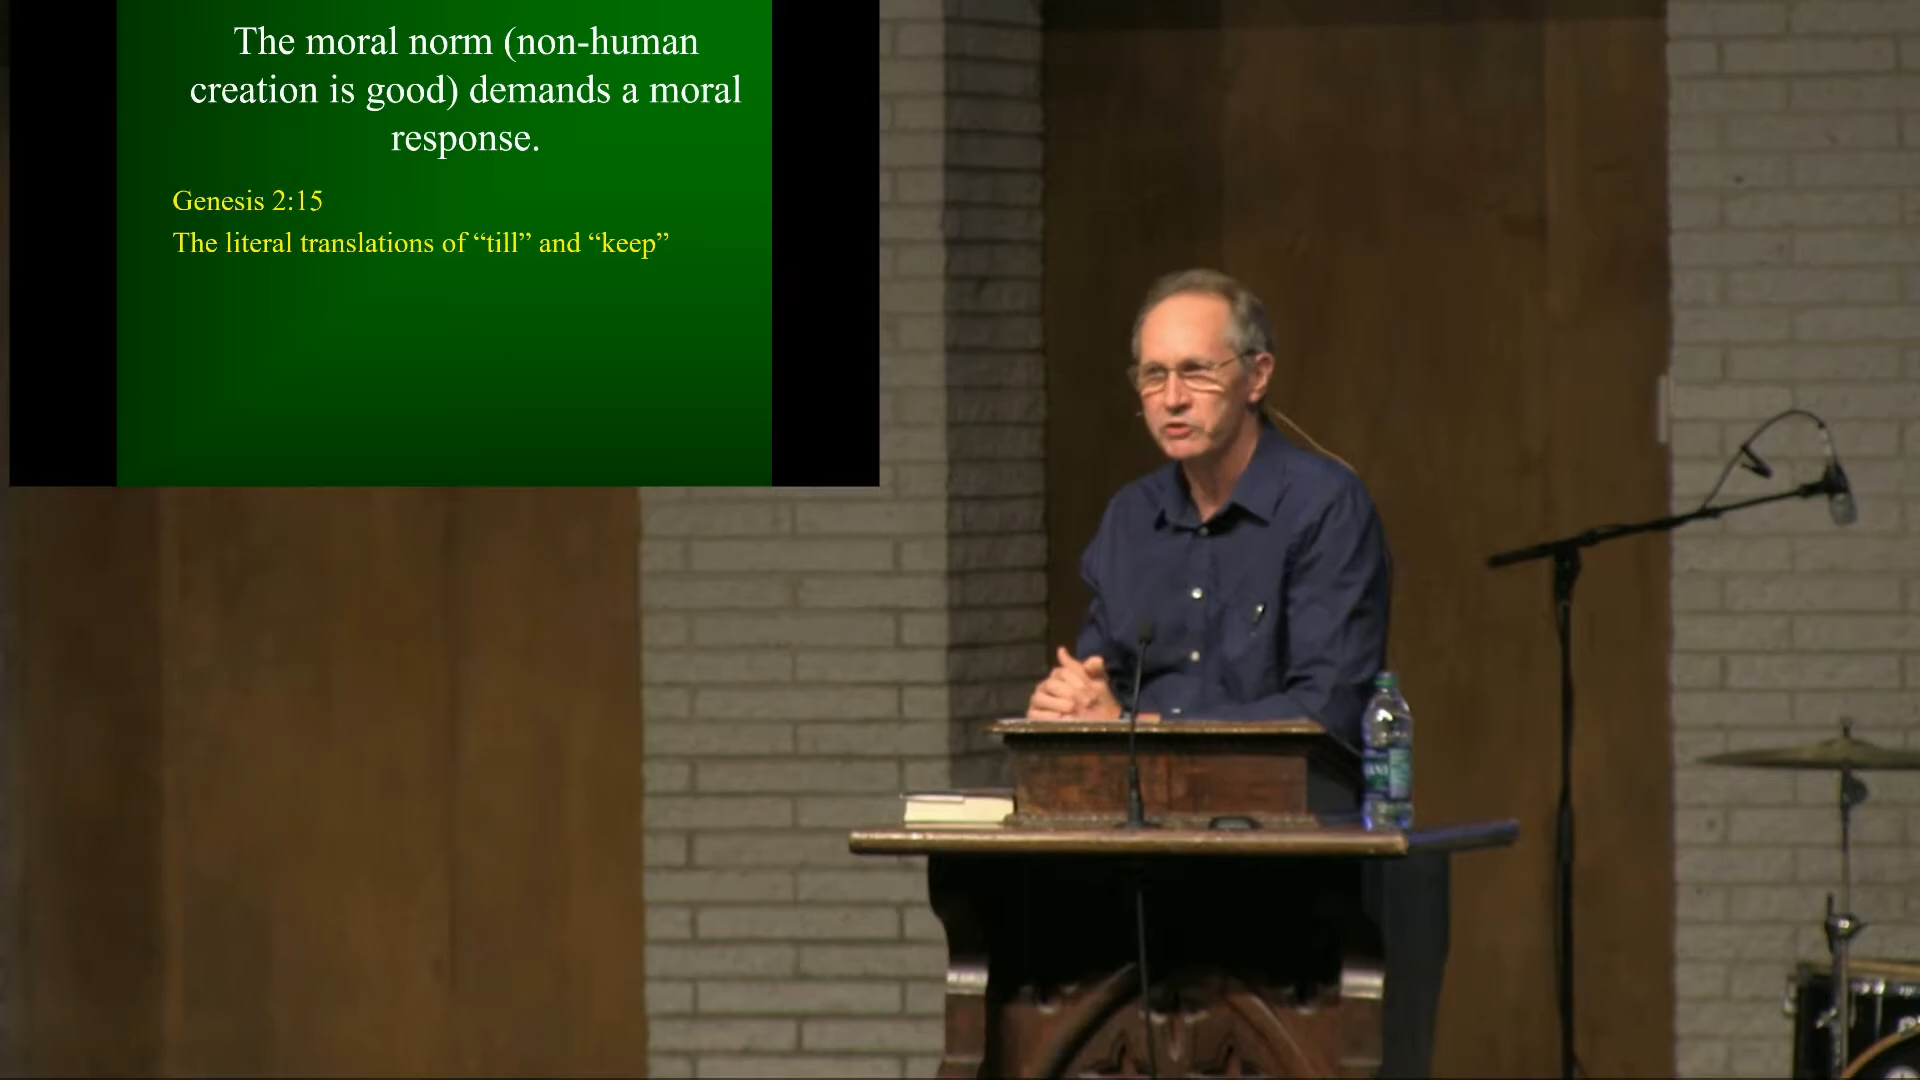 The moral norm (non-human
creation is good) demands a moral
response.
Genesis 2:15
The literal translations of “till” and “keep”